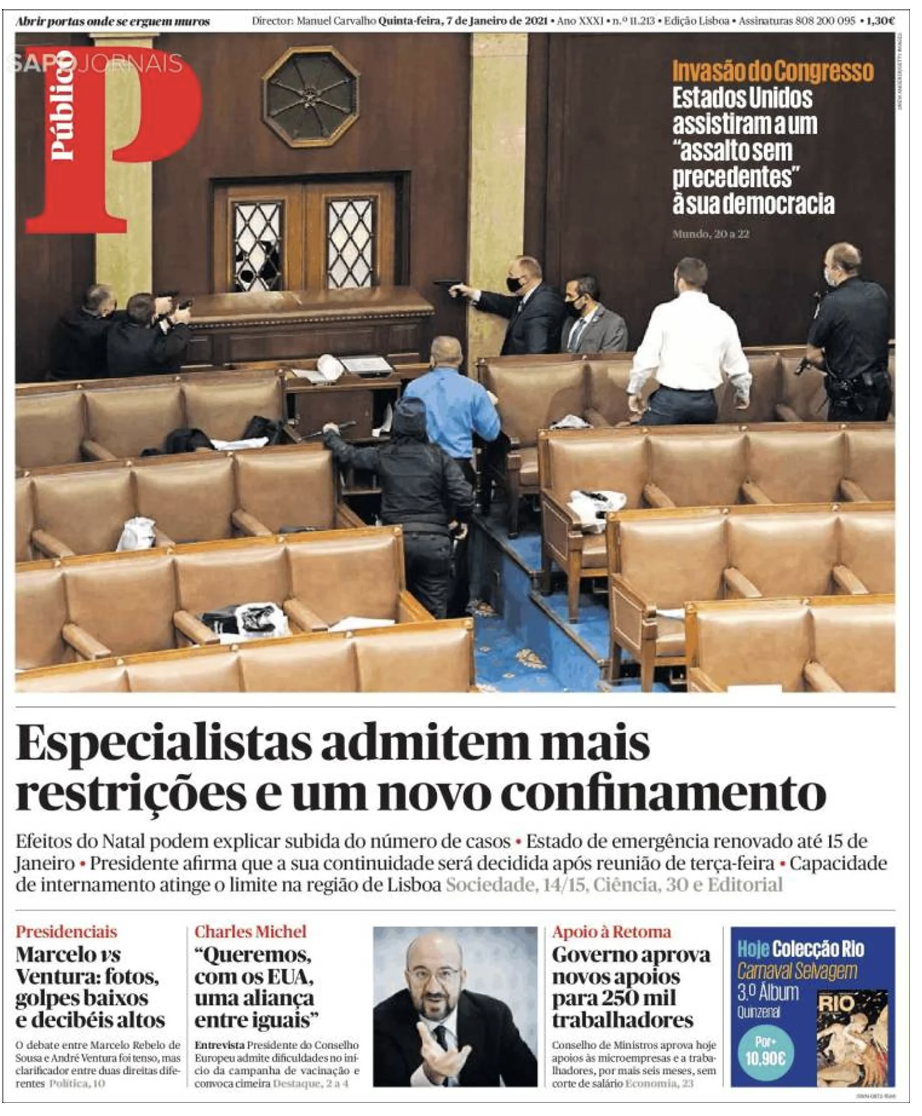 Abrir portas onde se erguem muros
Director: Manuel Carvalho Quinta-feira, 7 de Janeiro de 2021 • Ano XXXI • n.º 11.213 • Edição Lisboa • Assinaturas 808 200 095 • 1,30€
SAPO JORNAIS
Público
P
Invasão do Congresso
Estados Unidos
assistiram a um
“assalto sem
precedentes”
à sua democracia
Mundo, 20 a 22
Especialistas admitem mais
restrições e um novo confinamento
Efeitos do Natal podem explicar subida do número de casos • Estado de emergência renovado até 15 de
Janeiro • Presidente afirma que a sua continuidade será decidida após reunião de terça-feira • Capacidade
de internamento atinge o limite na região de Lisboa Sociedade, 14/15, Ciência, 30 e Editorial
Presidenciais
Marcelo vs
Ventura: fotos,
golpes baixos
e decibéis altos
O debate entre Marcelo Rebelo de
Sousa e André Ventura foi tenso, mas
clarificador entre duas direitas dife-
rentes Política, 10
Charles Michel
“Queremos,
com os EUA,
uma aliança
entre iguais”
Entrevista Presidente do Conselho
Europeu admite dificuldades no iní-
cio da campanha de vacinação e
convoca cimeira Destaque, 2 a 4
Apoio à Retoma
Governo aprova
novos apoios
para 250 mil
trabalhadores
Conselho de Ministros aprova hoje
apoios às microempresas e a traba-
lhadores, por mais seis meses, sem
corte de salário Economia, 23
Hoje Colecção Rio
Carnaval Selvagem
3.º Álbum
Quinzenal
Por +
10,90€
RIO